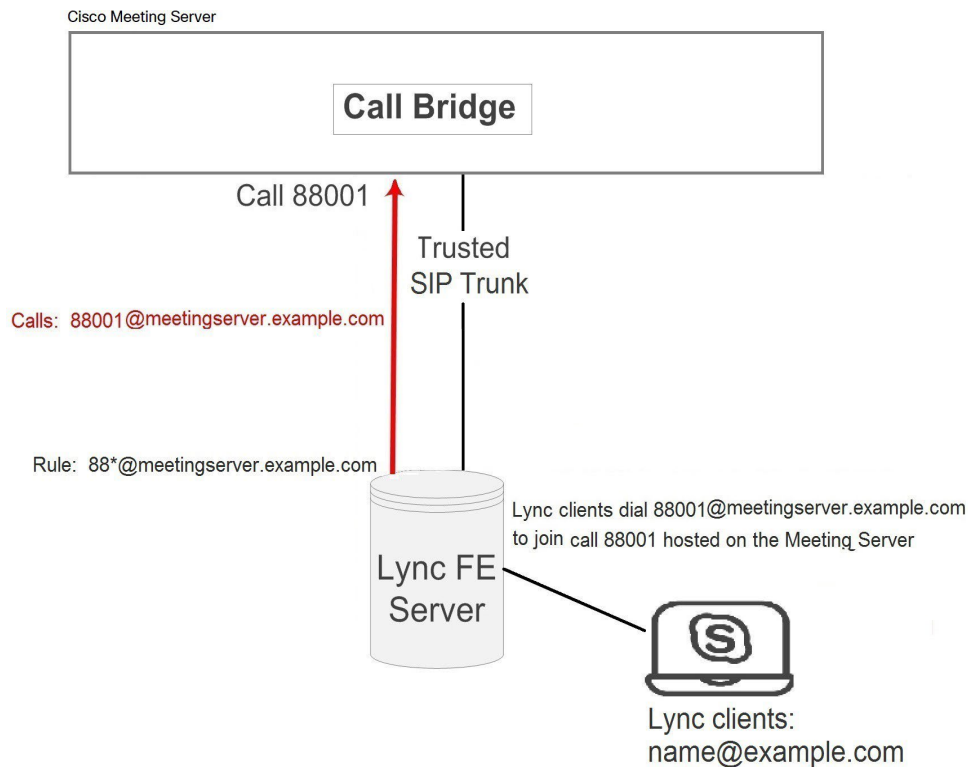 Cisco Meeting Server
Call Bridge
Call 88001
Trusted
SIP Trunk
Calls: 88001@meetingserver.example.com
Rule: 88*@meetingserver.example.com
Lync clients dial 88001@meetingserver.example.com
to join call 88001 hosted on the Meeting Server
Lync FE
Server
S
Lync clients:
name@example.com